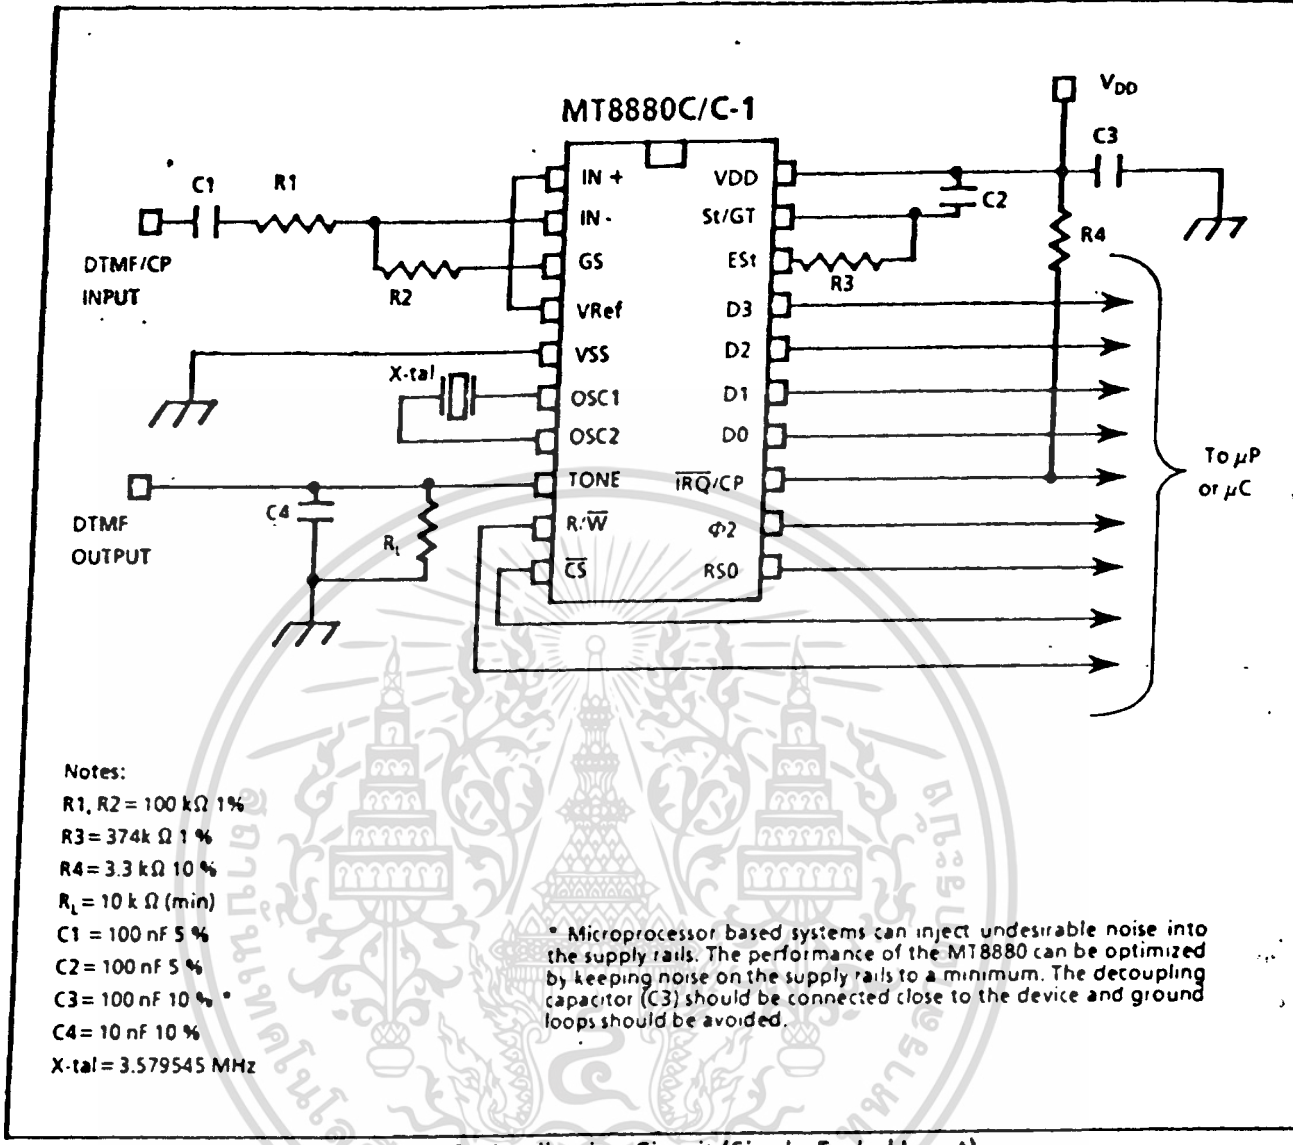 MT8880C/C-1
VDD
C3
C1
R1
IN +
VDD
C2
IN -
St/GT
R4
DTMF/CP
INPUT
R2
GS
ESt
R3
VRef
D3
VSS
D2
X-tal
OSC1
D1
OSC2
D0
TONE
IRQ/CP
To µP
or µC
C4
RL
DTMF
OUTPUT
R/W
Φ2
CS
RS0
Notes:
R1, R2 = 100 kΩ 1%
R3 = 374k Ω 1 %
R4 = 3.3 kΩ 10 %
RL = 10 k Ω (min)
C1 = 100 nF 5 %
C2 = 100 nF 5 %
C3 = 100 nF 10 % *
C4 = 10 nF 10 %
X-tal = 3.579545 MHz
* Microprocessor based systems can inject undesirable noise into
the supply rails. The performance of the MT8880 can be optimized
by keeping noise on the supply rails to a minimum. The decoupling
capacitor (C3) should be connected close to the device and ground
loops should be avoided.
Circuit (Single-Ended Input)